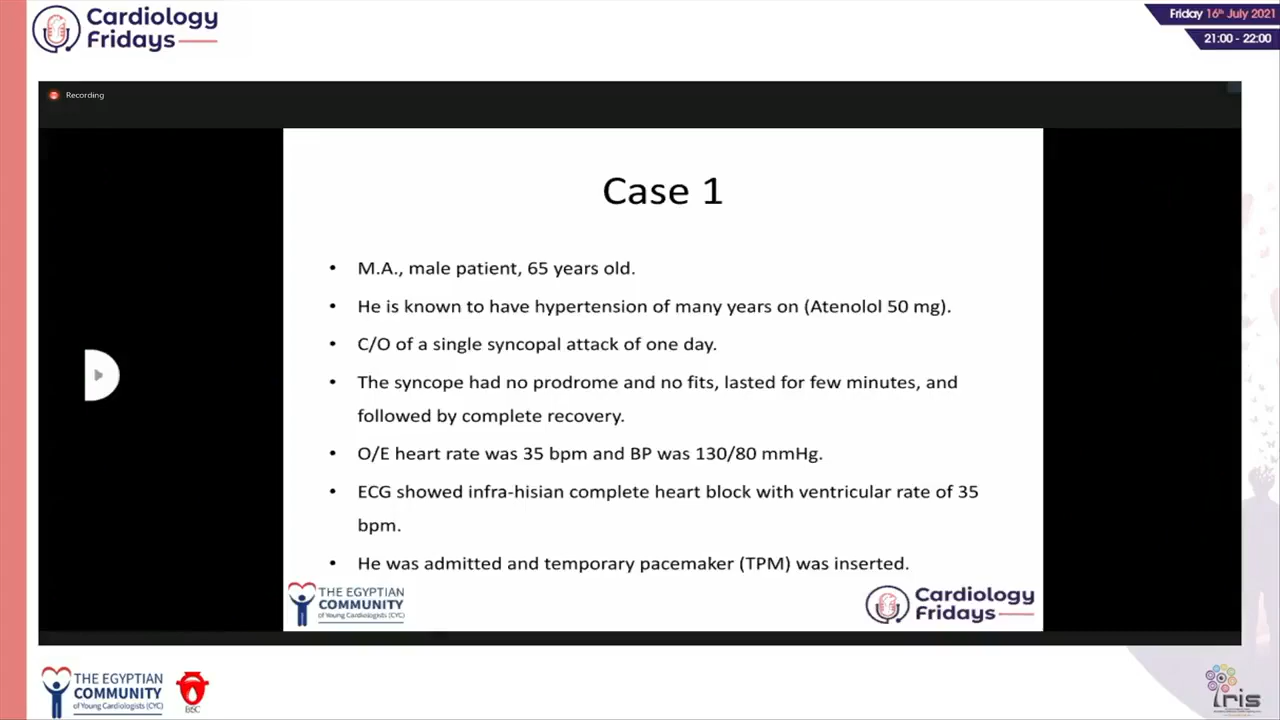 Cardiology
Fridays
Friday 16th July 2021
21:00 - 22:00
Recording
Case 1
• M.A., male patient, 65 years old.
• He is known to have hypertension of many years on (Atenolol 50 mg).
• C/O of a single syncopal attack of one day.
• The syncope had no prodrome and no fits, lasted for few minutes, and
followed by complete recovery.
• O/E heart rate was 35 bpm and BP was 130/80 mmHg.
• ECG showed infra-hisian complete heart block with ventricular rate of 35
bpm.
• He was admitted and temporary pacemaker (TPM) was inserted.
THE EGYPTIAN
COMMUNITY
of Young Cardiologists (CYC)
Cardiology
Fridays
THE EGYPTIAN
COMMUNITY
of Young Cardiologists (CYC)
Iris